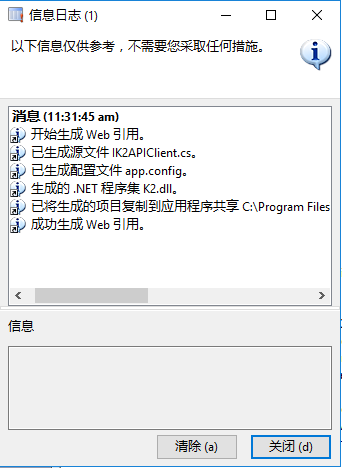 信息日志 (1)
以下信息仅供参考，不需要您采取任何措施。
消息 (11:31:45 am)
开始生成 Web 引用。
已生成源文件 IK2APIClient.cs。
已生成配置文件 app.config。
生成的 .NET 程序集 K2.dll。
已将生成的项目复制到应用程序共享 C:\Program Files
成功生成 Web 引用。
信息
清除 (a)
关闭 (d)